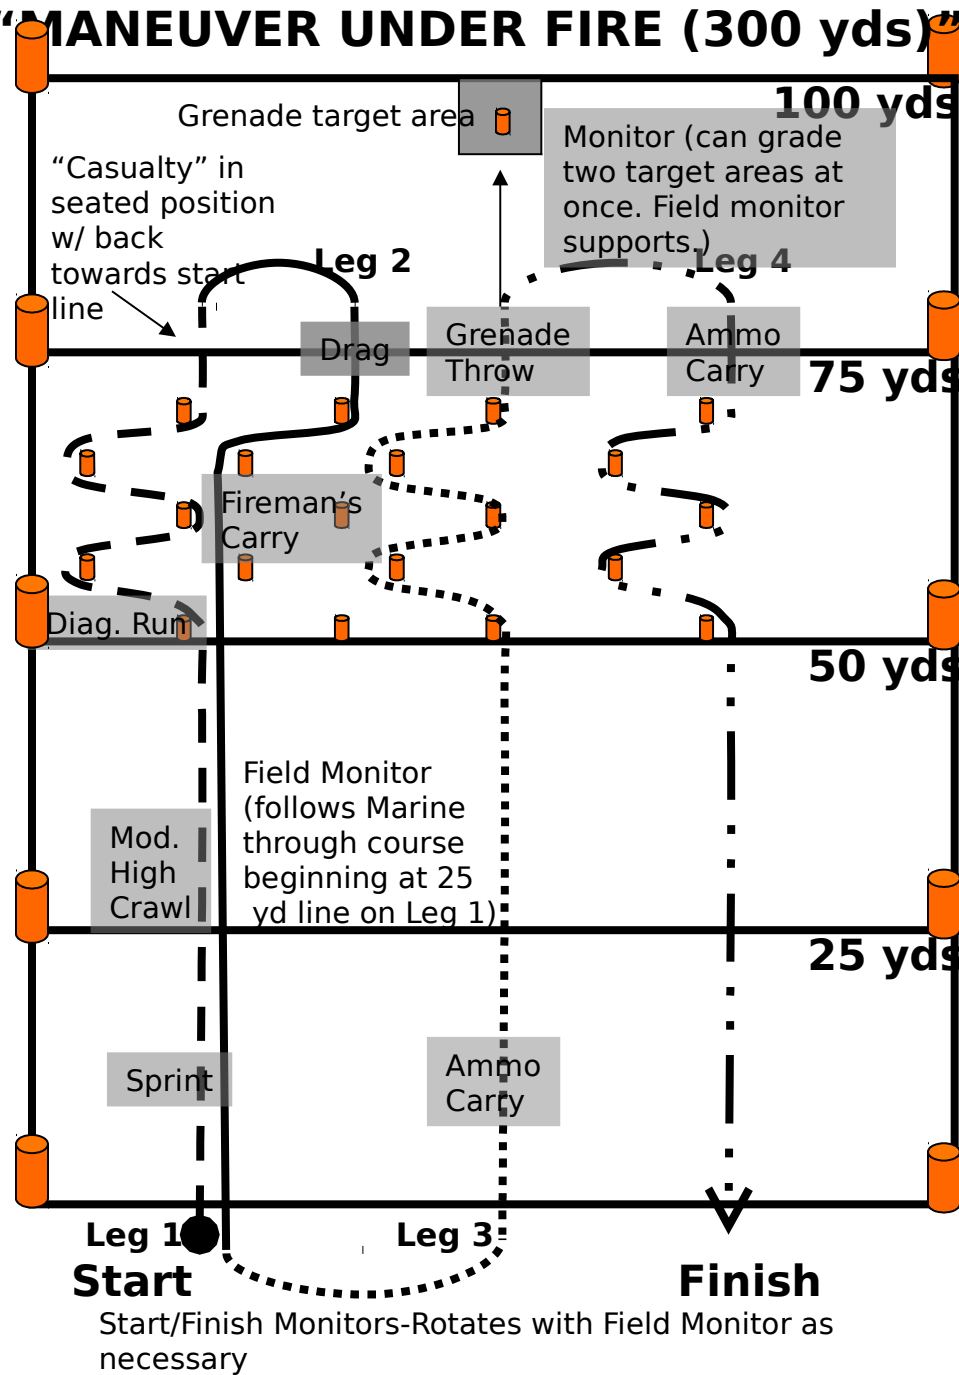 “MANEUVER UNDER FIRE (300 yds)”
100 yds
Grenade target area
Monitor (can grade
two target areas at
once. Field monitor
supports.)
“Casualty” in
seated position
w/ back
towards start
line
Leg 2
Leg 4
Drag
Grenade
Throw
Ammo
Carry
75 yds
Fireman’s
Carry
Diag. Run
50 yds
Field Monitor
(follows Marine
through course
beginning at 25
yd line on Leg 1)
Mod.
High
Crawl
25 yds
Sprint
Ammo
Carry
Leg 1
Leg 3
Start
Finish
Start/Finish Monitors-Rotates with Field Monitor as
necessary